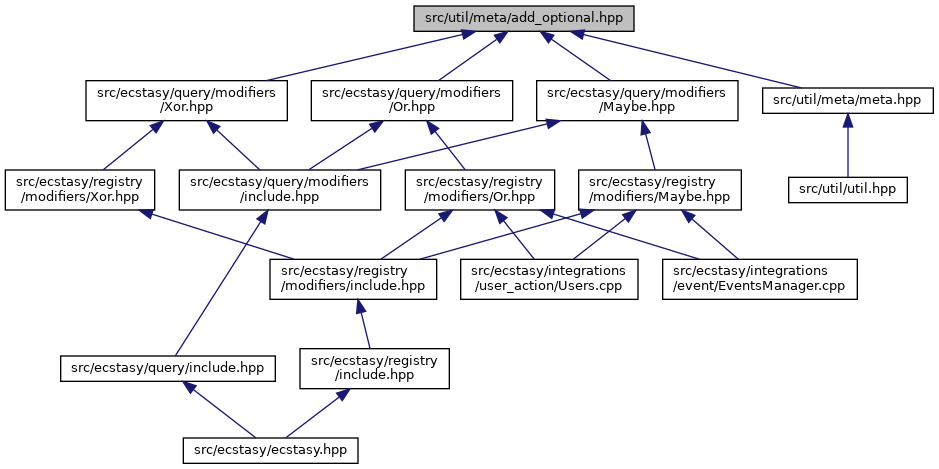 src/util/meta/add_optional.hpp
src/ecstasy/query/modifiers
/Xor.hpp
src/ecstasy/query/modifiers
/Or.hpp
src/ecstasy/query/modifiers
/Maybe.hpp
src/util/meta/meta.hpp
src/ecstasy/registry
/modifiers/Xor.hpp
src/ecstasy/query/modifiers
/include.hpp
src/ecstasy/registry
/modifiers/Or.hpp
src/ecstasy/registry
/modifiers/Maybe.hpp
src/util/util.hpp
src/ecstasy/registry
/modifiers/include.hpp
src/ecstasy/integrations
/user_action/Users.cpp
src/ecstasy/integrations
/event/EventsManager.cpp
src/ecstasy/query/include.hpp
src/ecstasy/registry
/include.hpp
src/ecstasy/ecstasy.hpp